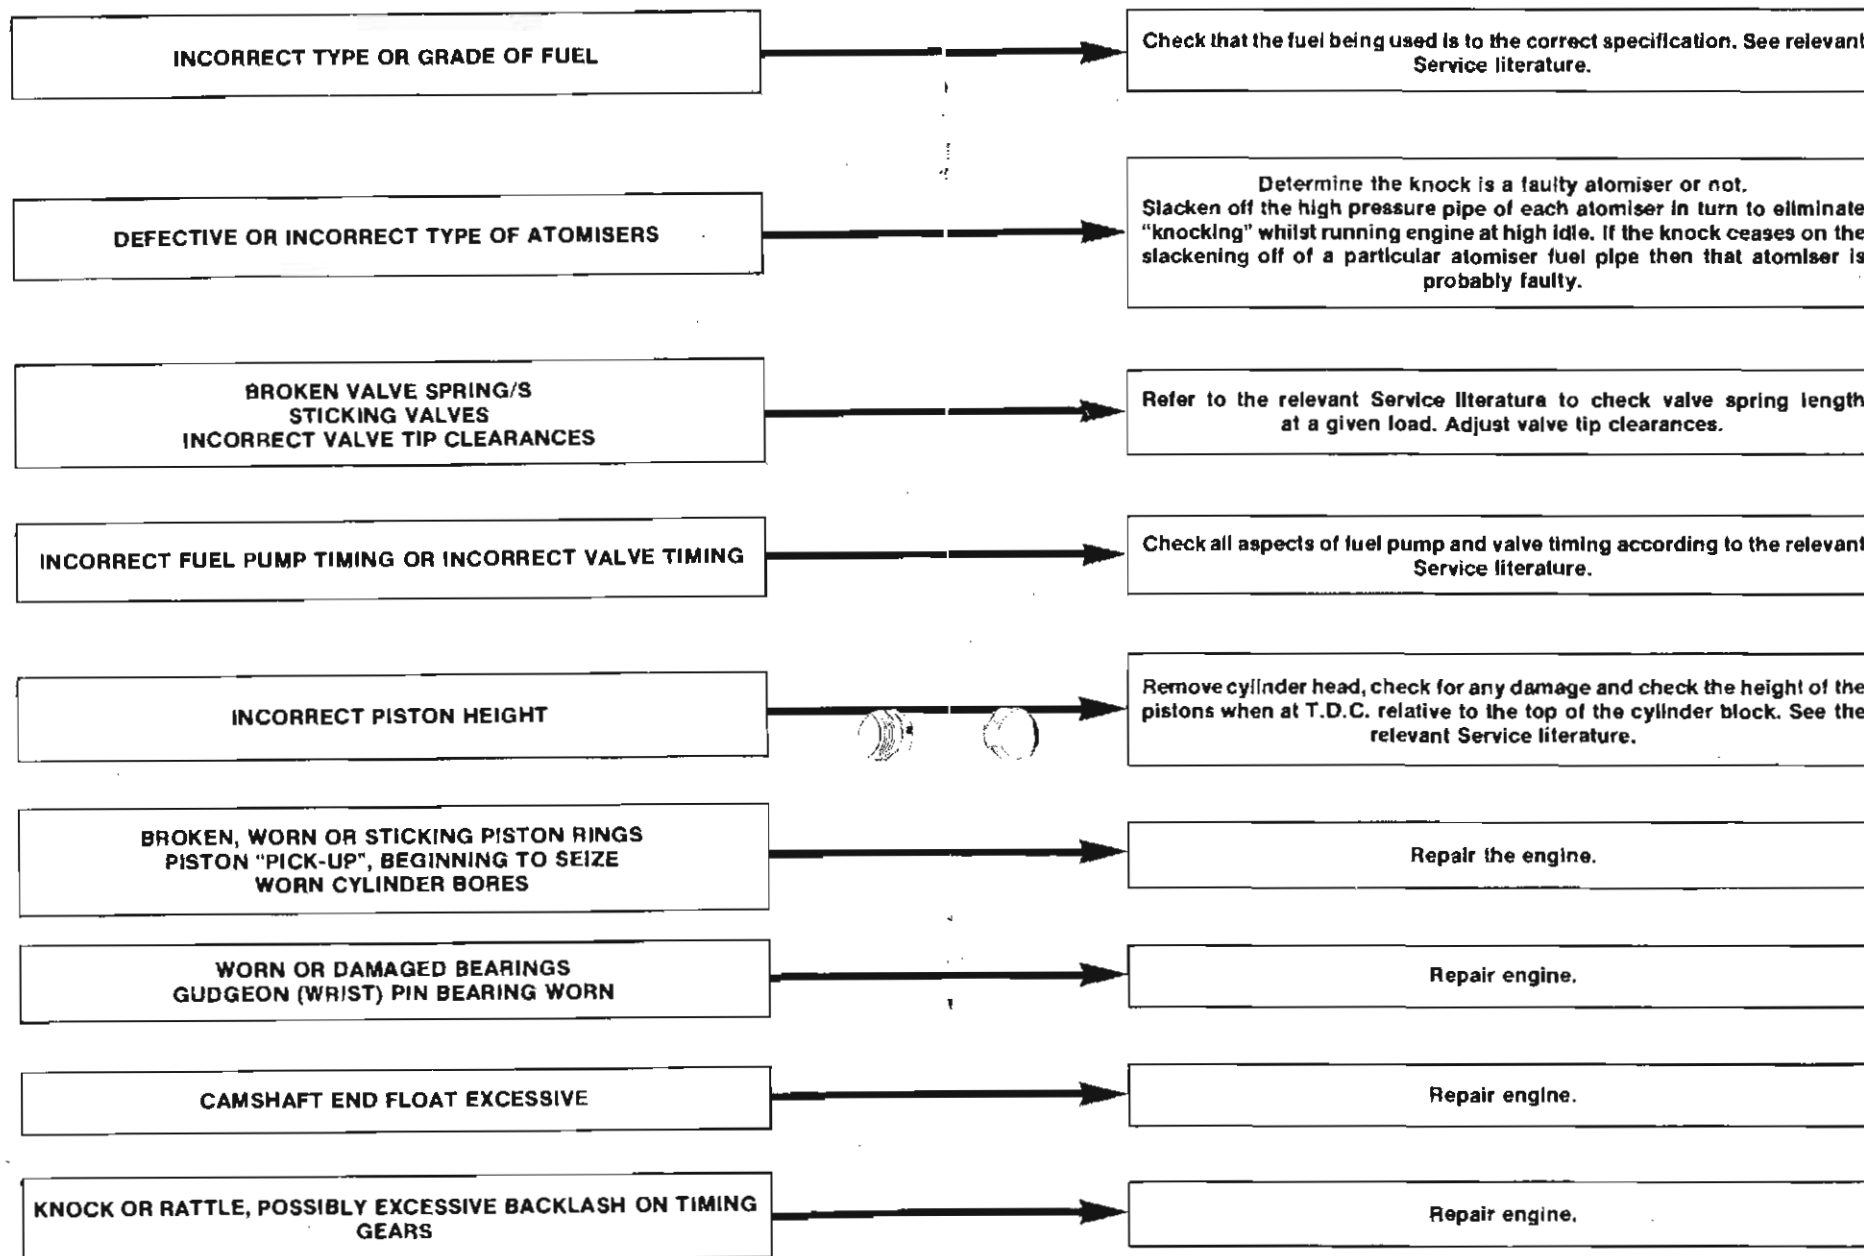 INCORRECT TYPE OR GRADE OF FUEL
Check that the fuel being used is to the correct specification. See relevant
Service literature.
DEFECTIVE OR INCORRECT TYPE OF ATOMISERS
Determine the knock is a faulty atomiser or not.
Slacken off the high pressure pipe of each atomiser in turn to eliminate
"knocking" whilst running engine at high idle. If the knock ceases on the
slackening off of a particular atomiser fuel pipe then that atomiser is
probably faulty.
BROKEN VALVE SPRING/S
STICKING VALVES
INCORRECT VALVE TIP CLEARANCES
Refer to the relevant Service literature to check valve spring length
at a given load. Adjust valve tip clearances.
INCORRECT FUEL PUMP TIMING OR INCORRECT VALVE TIMING
Check all aspects of fuel pump and valve timing according to the relevant
Service literature.
INCORRECT PISTON HEIGHT
Remove cylinder head, check for any damage and check the height of the
pistons when at T.D.C. relative to the top of the cylinder block. See the
relevant Service literature.
BROKEN, WORN OR STICKING PISTON RINGS
PISTON "PICK-UP", BEGINNING TO SEIZE
WORN CYLINDER BORES
Repair the engine.
WORN OR DAMAGED BEARINGS
GUDGEON (WRIST) PIN BEARING WORN
Repair engine.
CAMSHAFT END FLOAT EXCESSIVE
Repair engine.
KNOCK OR RATTLE, POSSIBLY EXCESSIVE BACKLASH ON TIMING
GEARS
Repair engine.